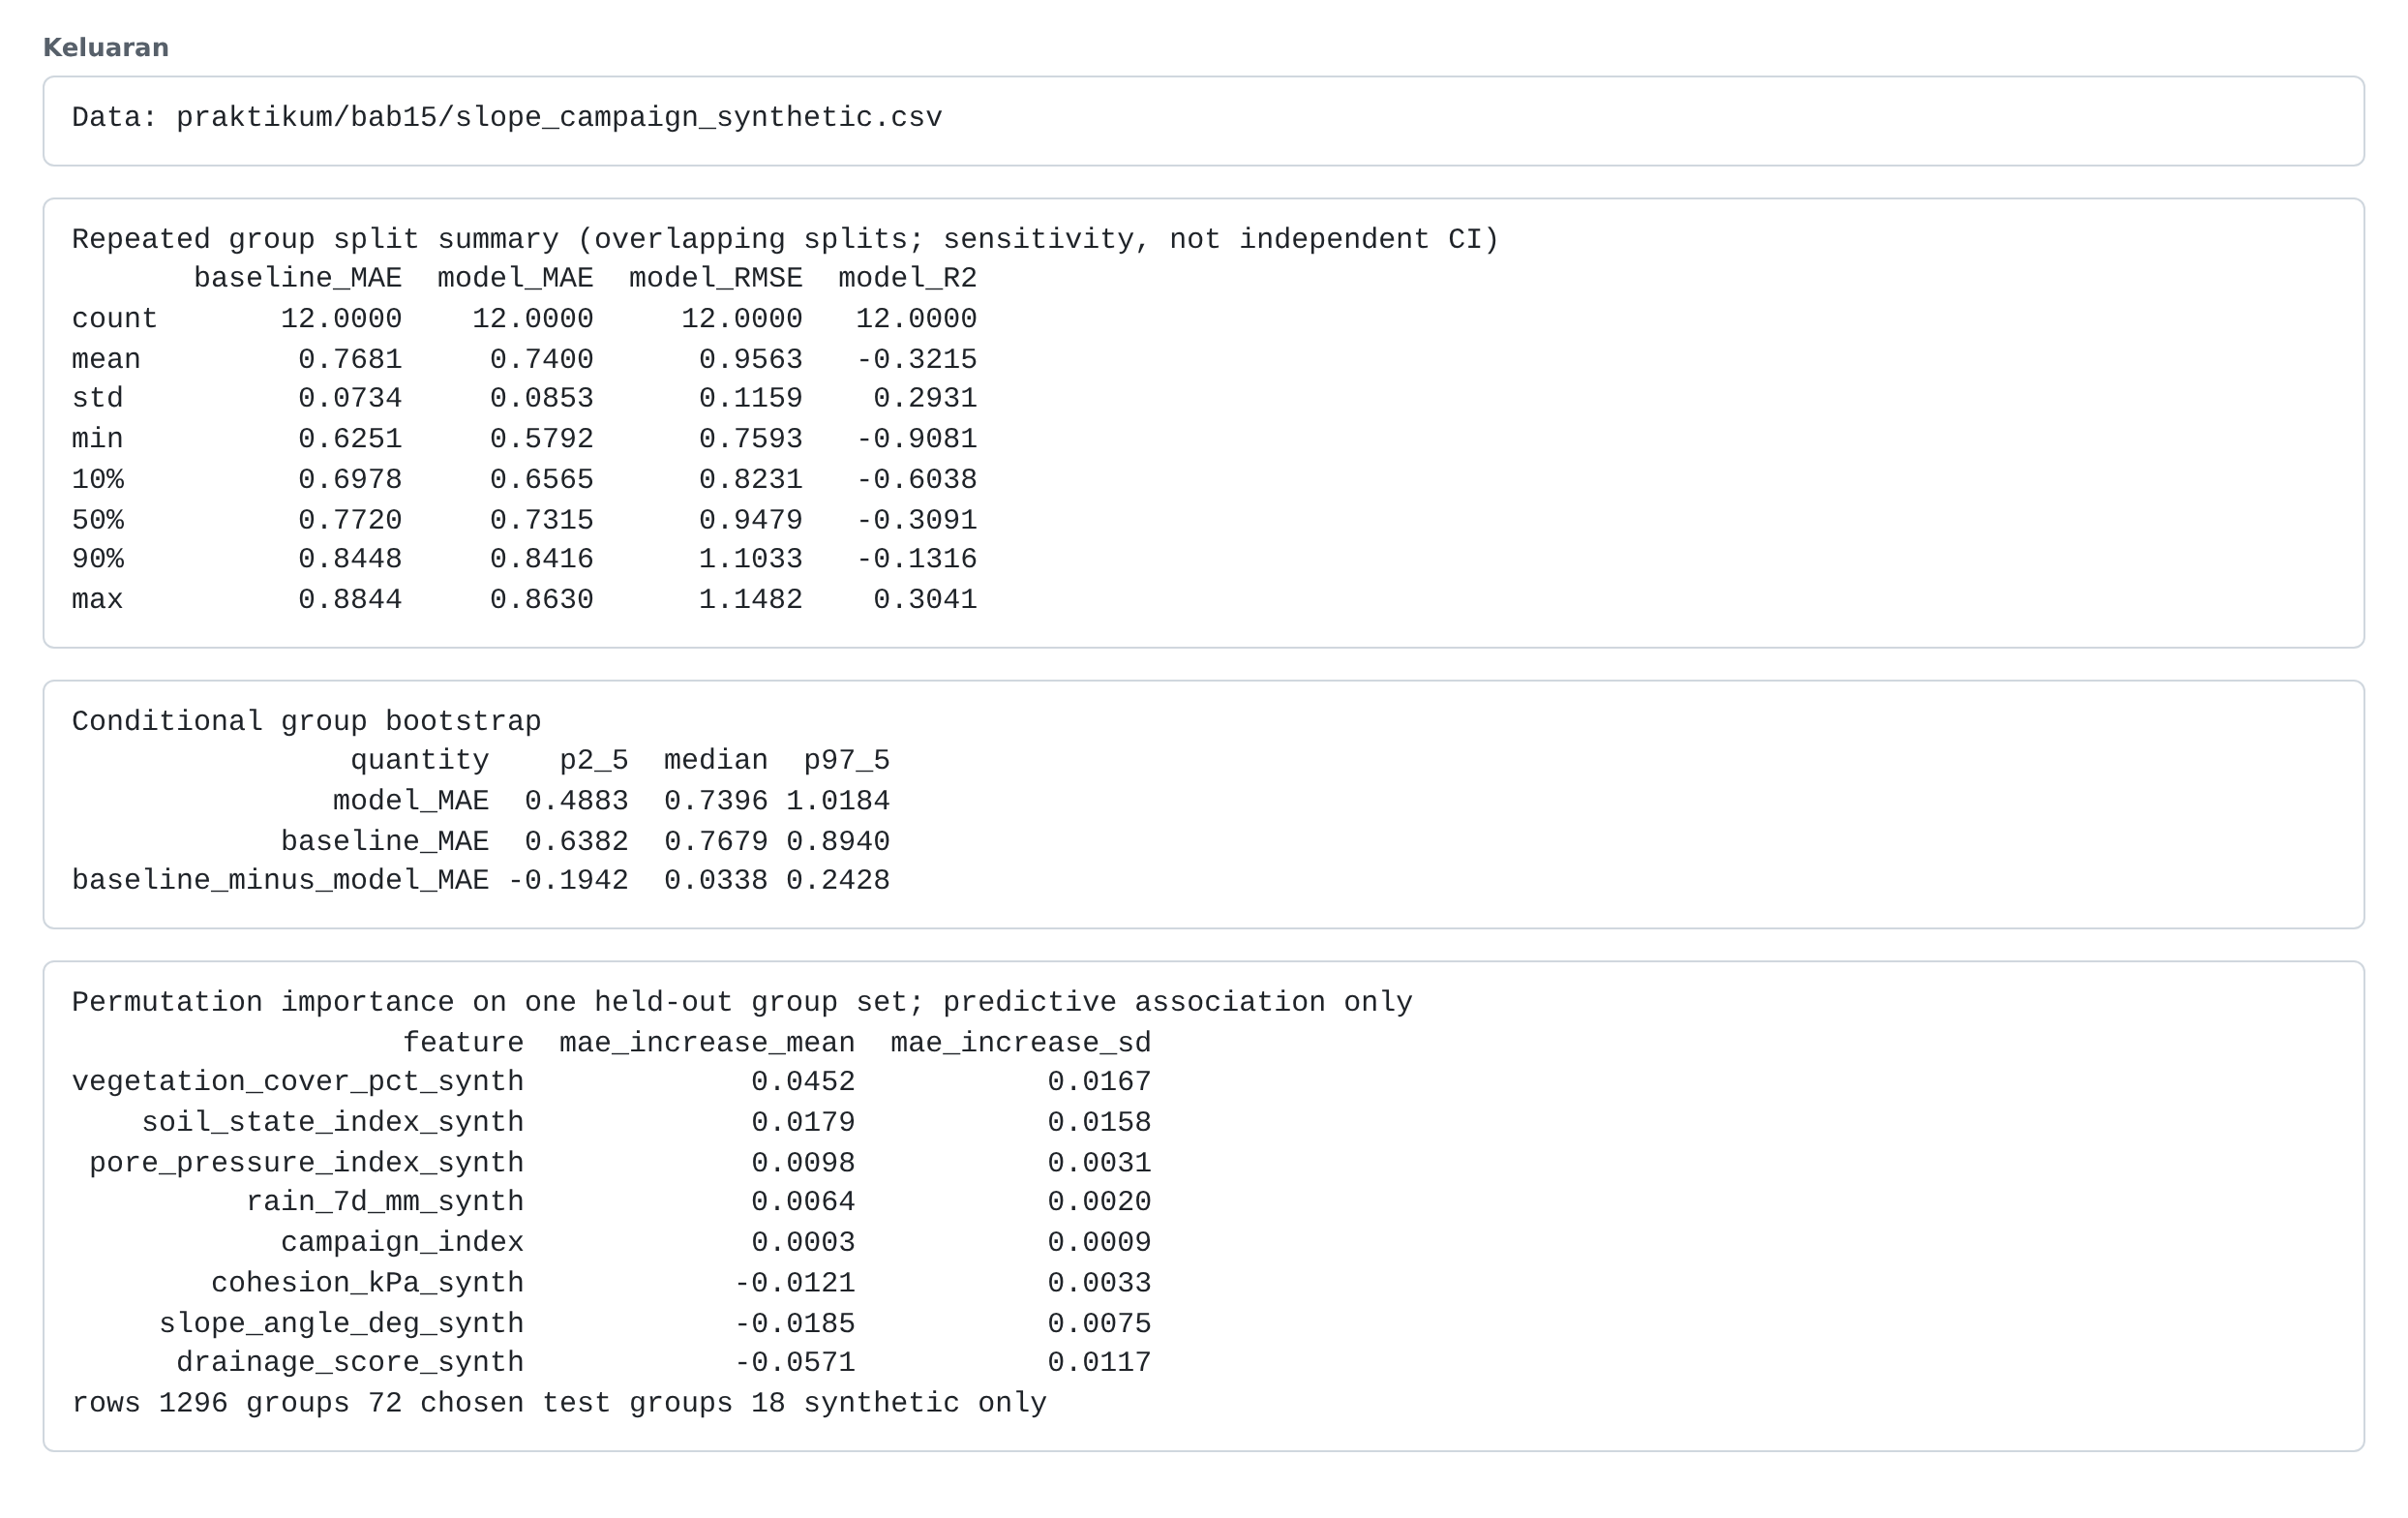 Keluaran
Data: praktikum/bab15/slope_campaign_synthetic.csv
Repeated group split summary (overlapping splits; sensitivity, not independent CI)
       baseline_MAE  model_MAE  model_RMSE  model_R2
count       12.0000    12.0000     12.0000   12.0000
mean         0.7681     0.7400      0.9563   -0.3215
std          0.0734     0.0853      0.1159    0.2931
min          0.6251     0.5792      0.7593   -0.9081
10%          0.6978     0.6565      0.8231   -0.6038
50%          0.7720     0.7315      0.9479   -0.3091
90%          0.8448     0.8416      1.1033   -0.1316
max          0.8844     0.8630      1.1482    0.3041
Conditional group bootstrap
                quantity    p2_5  median  p97_5
               model_MAE  0.4883  0.7396 1.0184
            baseline_MAE  0.6382  0.7679 0.8940
baseline_minus_model_MAE -0.1942  0.0338 0.2428
Permutation importance on one held-out group set; predictive association only
                   feature  mae_increase_mean  mae_increase_sd
vegetation_cover_pct_synth             0.0452           0.0167
    soil_state_index_synth             0.0179           0.0158
 pore_pressure_index_synth             0.0098           0.0031
          rain_7d_mm_synth             0.0064           0.0020
            campaign_index             0.0003           0.0009
        cohesion_kPa_synth            -0.0121           0.0033
     slope_angle_deg_synth            -0.0185           0.0075
      drainage_score_synth            -0.0571           0.0117
rows 1296 groups 72 chosen test groups 18 synthetic only